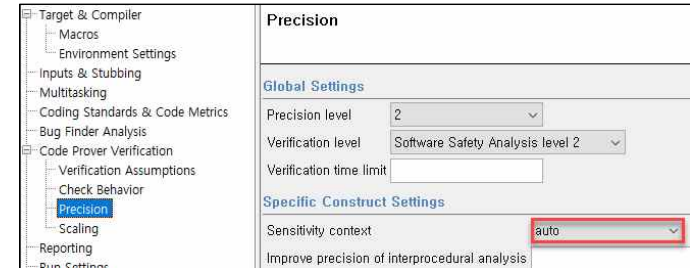 Target & Compiler
Macros
Environment Settings
Inputs & Stubbing
Multitasking
Coding Standards & Code Metrics
Bug Finder Analysis
Code Prover Verification
Verification Assumptions
Check Behavior
Precision
Scaling
Reporting
Run Settings
Precision
Global Settings
Precision level 2
Verification level Software Safety Analysis level 2
Verification time limit
Specific Construct Settings
Sensitivity context auto
Improve precision of interprocedural analysis